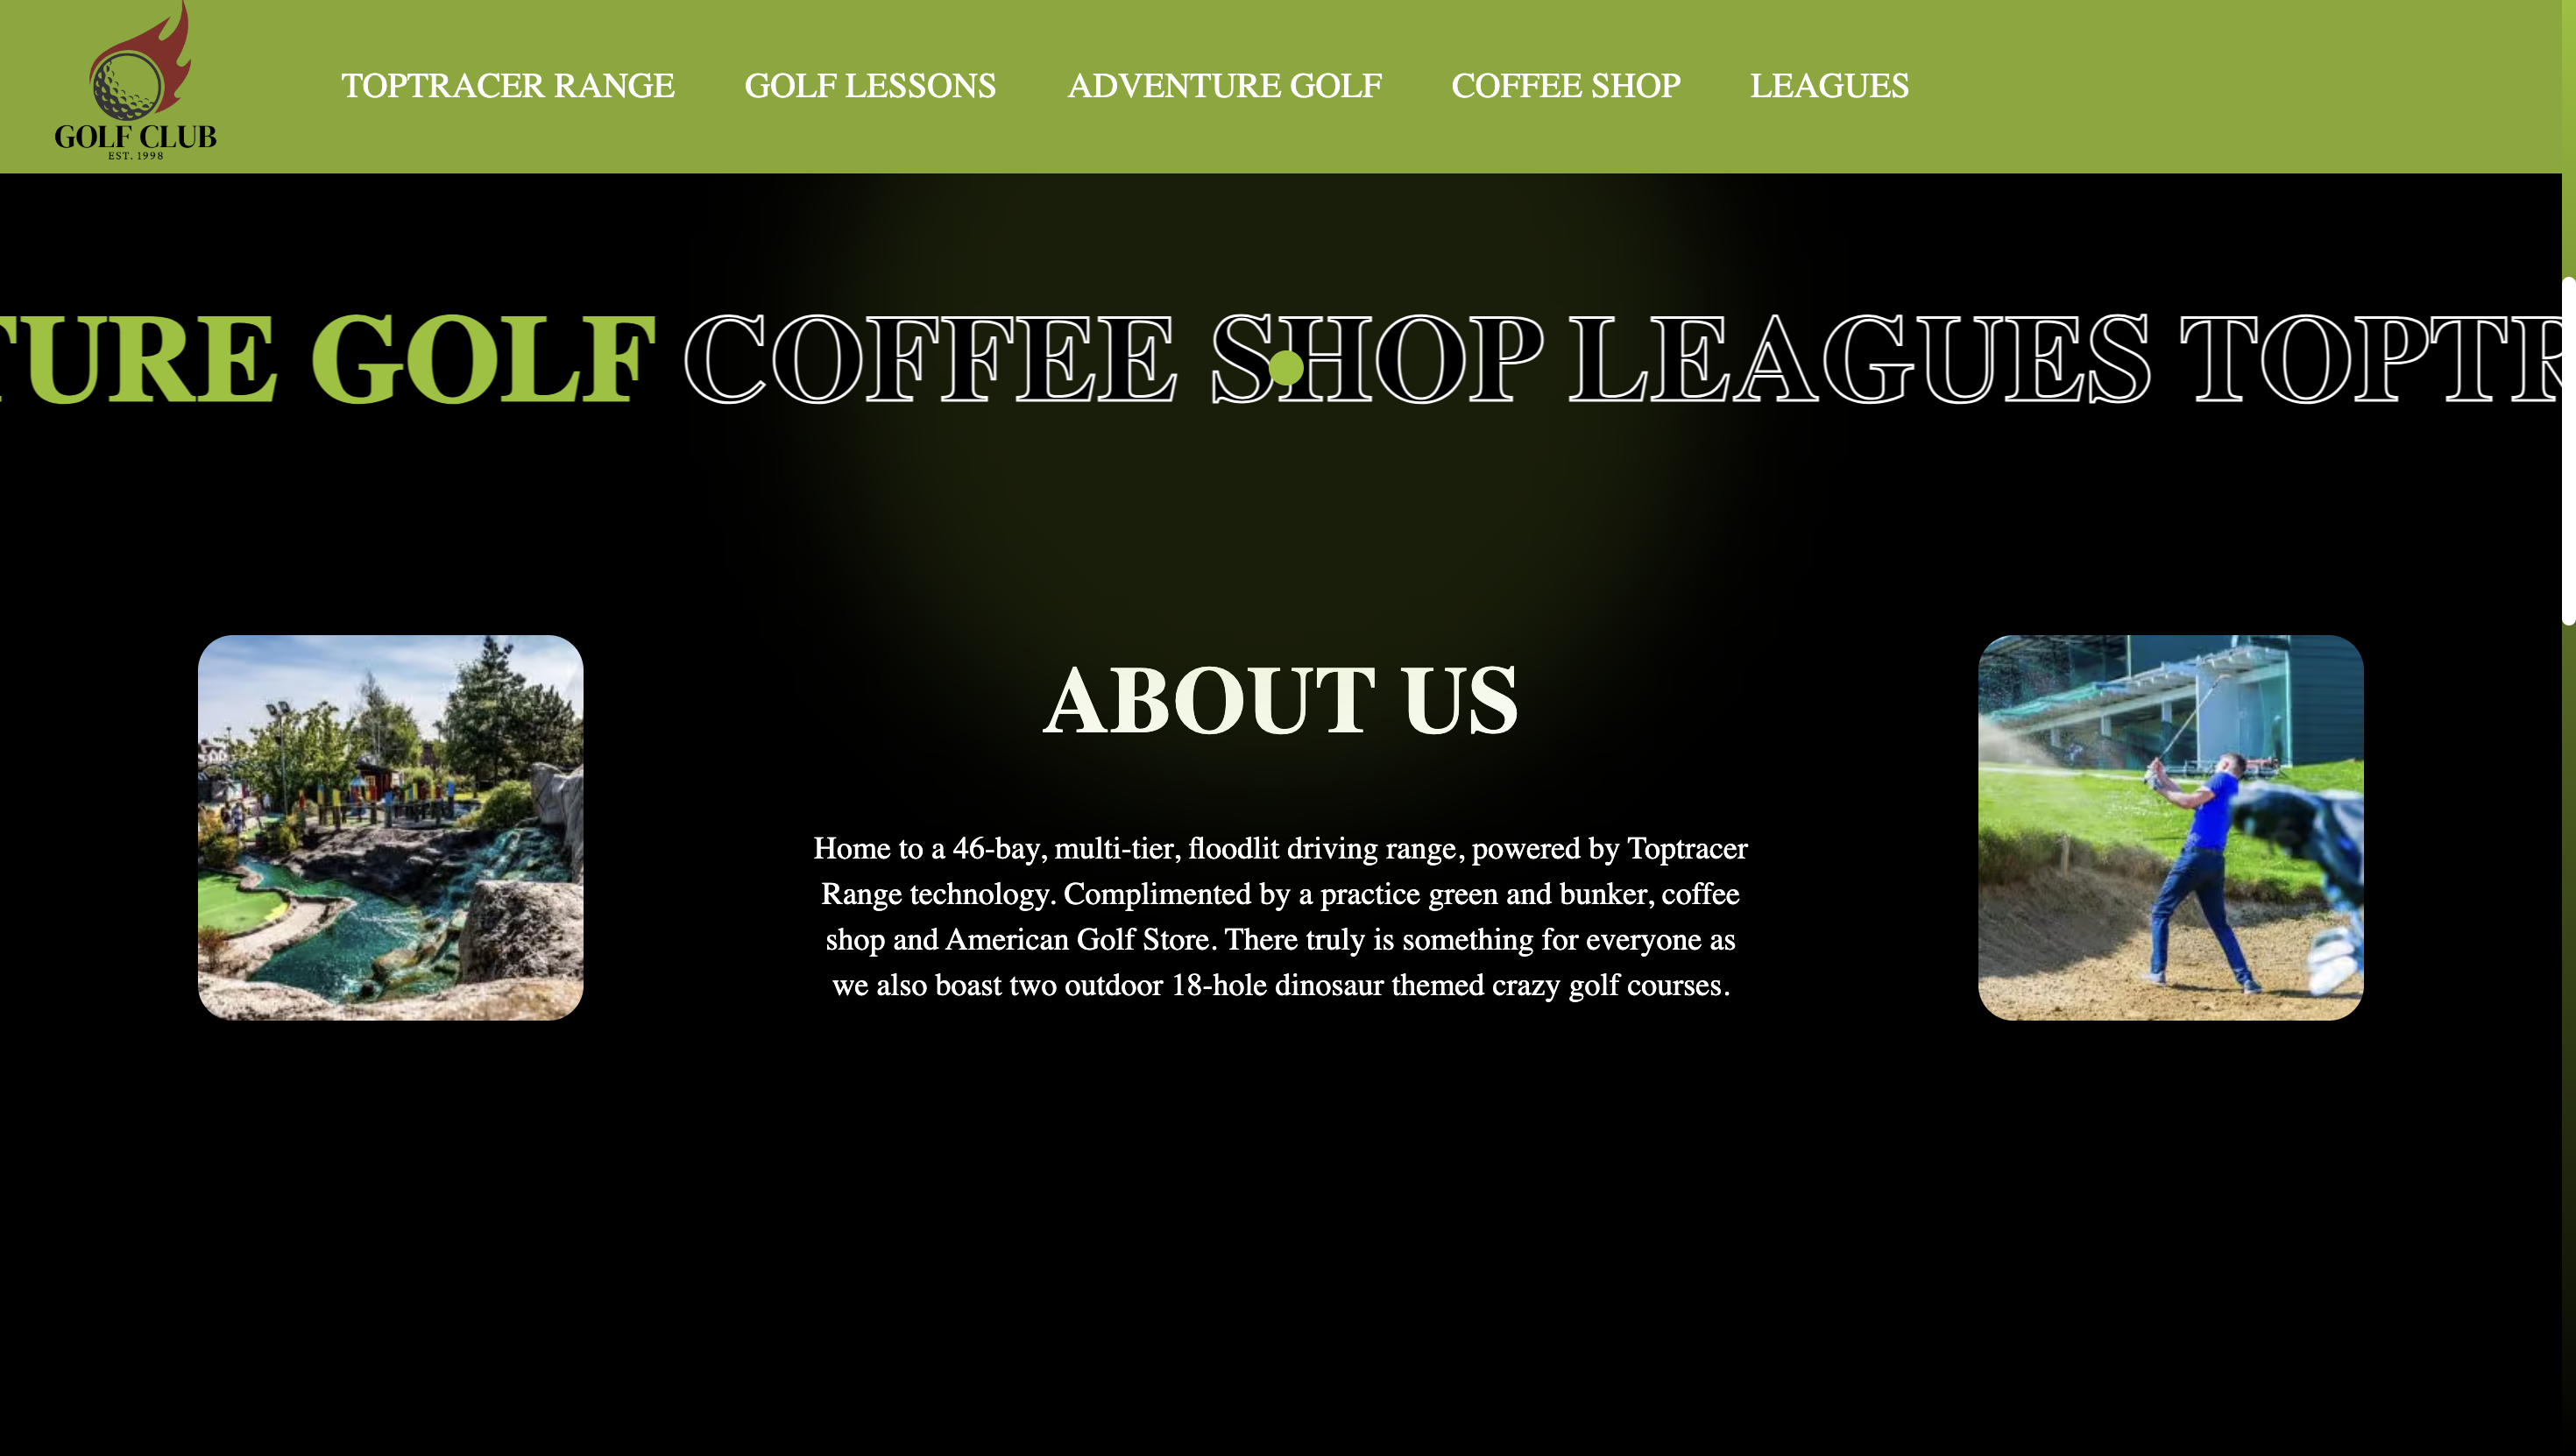 GOLF CLUB
EST. 1998
TOPTRACER RANGE GOLF LESSONS ADVENTURE GOLF COFFEE SHOP LEAGUES
TURE GOLF COFFEE SHOP LEAGUES TOPTR
ABOUT US
Home to a 46-bay, multi-tier, floodlit driving range, powered by Toptracer
Range technology. Complimented by a practice green and bunker, coffee
shop and American Golf Store. There truly is something for everyone as
we also boast two outdoor 18-hole dinosaur themed crazy golf courses.